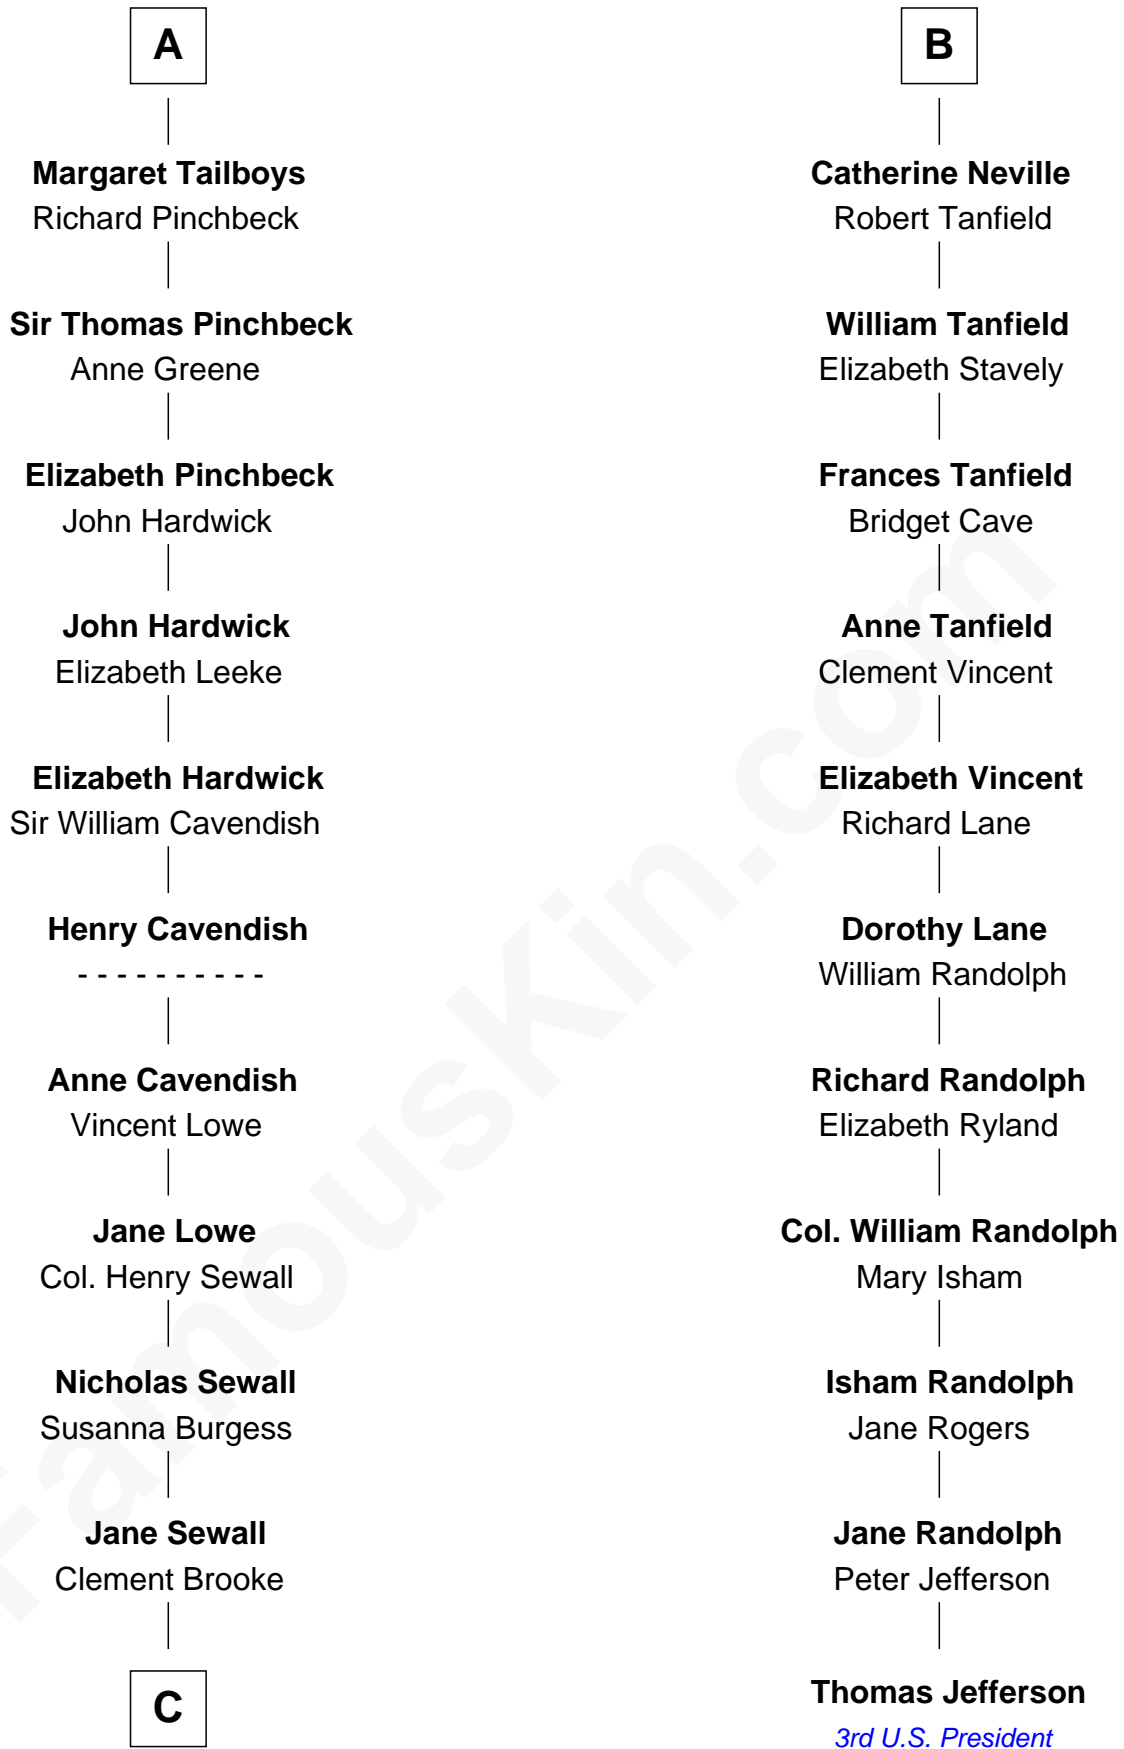 A
Margaret Tailboys
Richard Pinchbeck
Sir Thomas Pinchbeck
Anne Greene
Elizabeth Pinchbeck
John Hardwick
John Hardwick
Elizabeth Leeke
Elizabeth Hardwick
Sir William Cavendish
Henry Cavendish
- - - - - - - - - -
Anne Cavendish
Vincent Lowe
Jane Lowe
Col. Henry Sewall
Nicholas Sewall
Susanna Burgess
Jane Sewall
Clement Brooke
C
B
Catherine Neville
Robert Tanfield
William Tanfield
Elizabeth Stavely
Frances Tanfield
Bridget Cave
Anne Tanfield
Clement Vincent
Elizabeth Vincent
Richard Lane
Dorothy Lane
William Randolph
Richard Randolph
Elizabeth Ryland
Col. William Randolph
Mary Isham
Isham Randolph
Jane Rogers
Jane Randolph
Peter Jefferson
Thomas Jefferson
3rd U.S. President
FamousKin.com